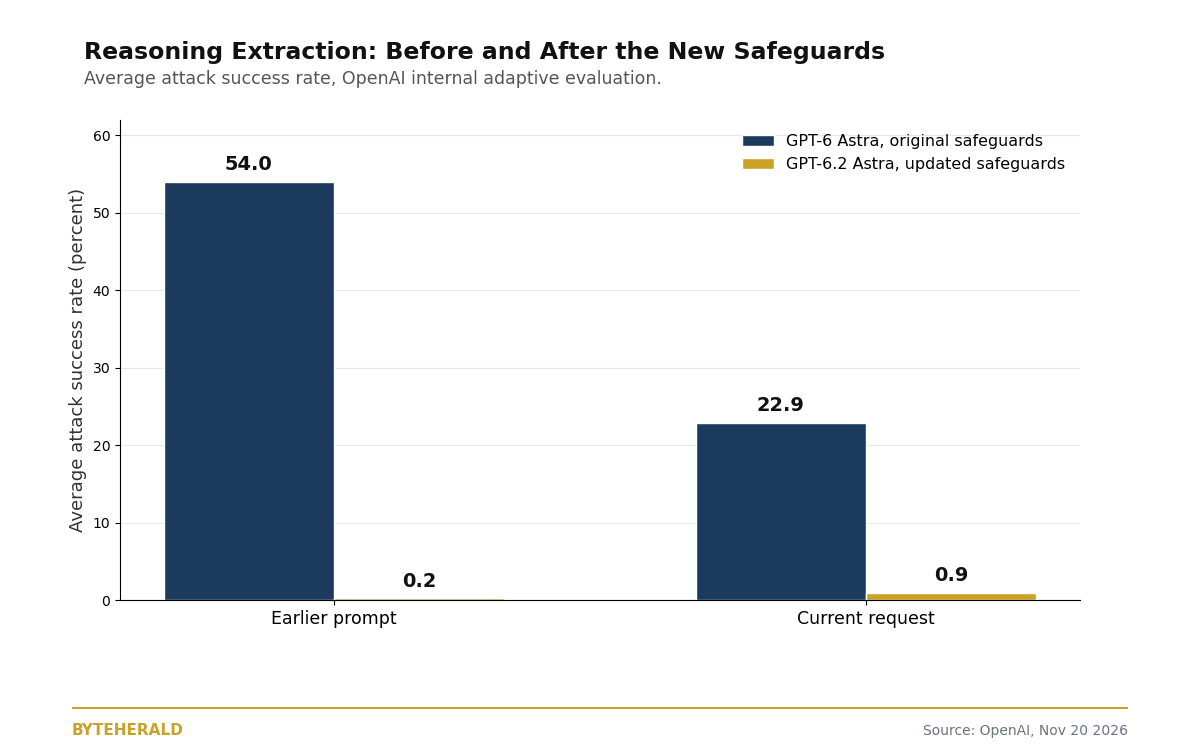 Reasoning Extraction: Before and After the New Safeguards
Average attack success rate, OpenAI internal adaptive evaluation.
Average attack success rate (percent)
60
50
40
30
20
10
0
GPT-6 Astra, original safeguards
GPT-6.2 Astra, updated safeguards
54.0
0.2
22.9
0.9
Earlier prompt
Current request
BYTEHERALD
Source: OpenAI, Nov 20 2026